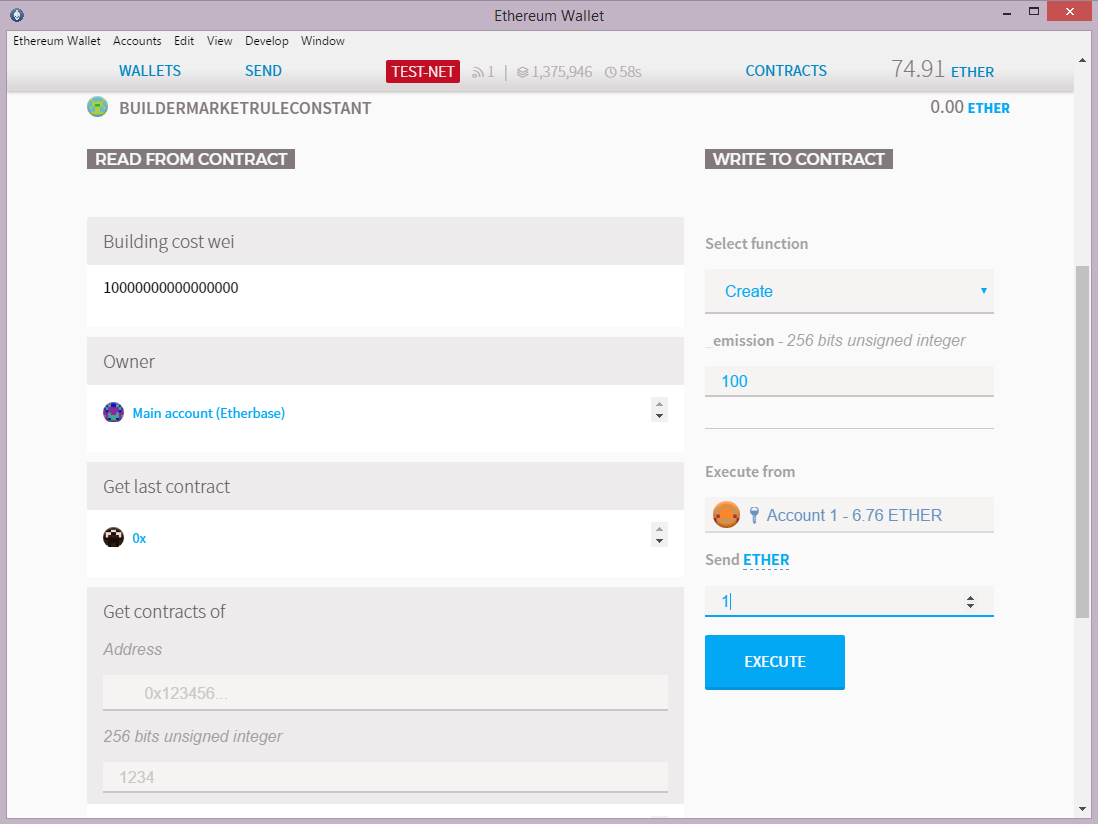 Ethereum Wallet
Ethereum Wallet Accounts Edit View Develop Window
WALLETS SEND TEST-NET 1 | 1,375,946 58s CONTRACTS 74.91 ETHER
BUILDERMARKETRULECONSTANT 0.00 ETHER
READ FROM CONTRACT
Building cost wei
10000000000000000
Owner
Main account (Etherbase)
Get last contract
0x
Get contracts of
Address
0x123456...
256 bits unsigned integer
1234
WRITE TO CONTRACT
Select function
Create
_emission - 256 bits unsigned integer
100
Execute from
Account 1 - 6.76 ETHER
Send ETHER
1
EXECUTE